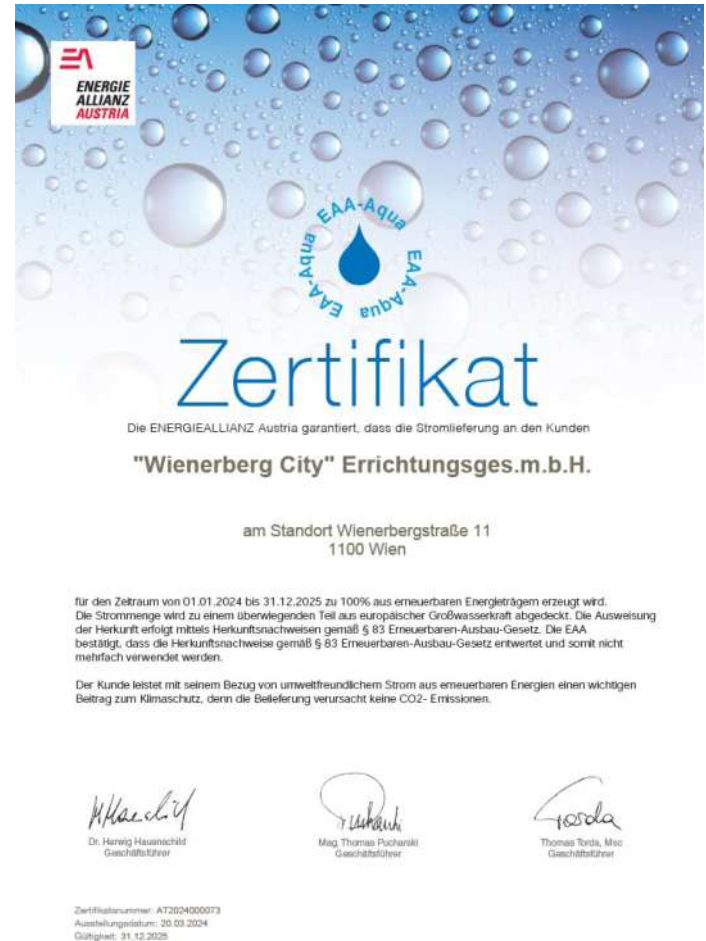 ENERGIE
ALLIANZ
AUSTRIA
EAA-Aqua EAA-Aqua EAA-Aqua
Zertifikat
Die ENERGIEALLIANZ Austria garantiert, dass die Stromlieferung an den Kunden
"Wienerberg City" Errichtungsges.m.b.H.
am Standort Wienerbergstraße 11
1100 Wien
für den Zeitraum von 01.01.2024 bis 31.12.2025 zu 100% aus erneuerbaren Energieträgern erzeugt wird.
Die Strommenge wird zu einem überwiegenden Teil aus europäischer Großwasserkraft abgedeckt. Die Ausweisung
der Herkunft erfolgt mittels Herkunftsnachweisen gemäß § 83 Erneuerbaren-Ausbau-Gesetz. Die EAA
bestätigt, dass die Herkunftsnachweise gemäß § 83 Erneuerbaren-Ausbau-Gesetz entwertet und somit nicht
mehrfach verwendet werden.
Der Kunde leistet mit seinem Bezug von umweltfreundlichem Strom aus erneuerbaren Energien einen wichtigen
Beitrag zum Klimaschutz, denn die Belieferung verursacht keine CO2- Emissionen.
Dr. Herwig Hauenschild
Geschäftsführer
Mag. Thomas Pucharski
Geschäftsführer
Thomas Torda, Msc
Geschäftsführer
Zertifikatsnummer: AT2024000073
Ausstellungsdatum: 20.03.2024
Gültigkeit: 31.12.2025